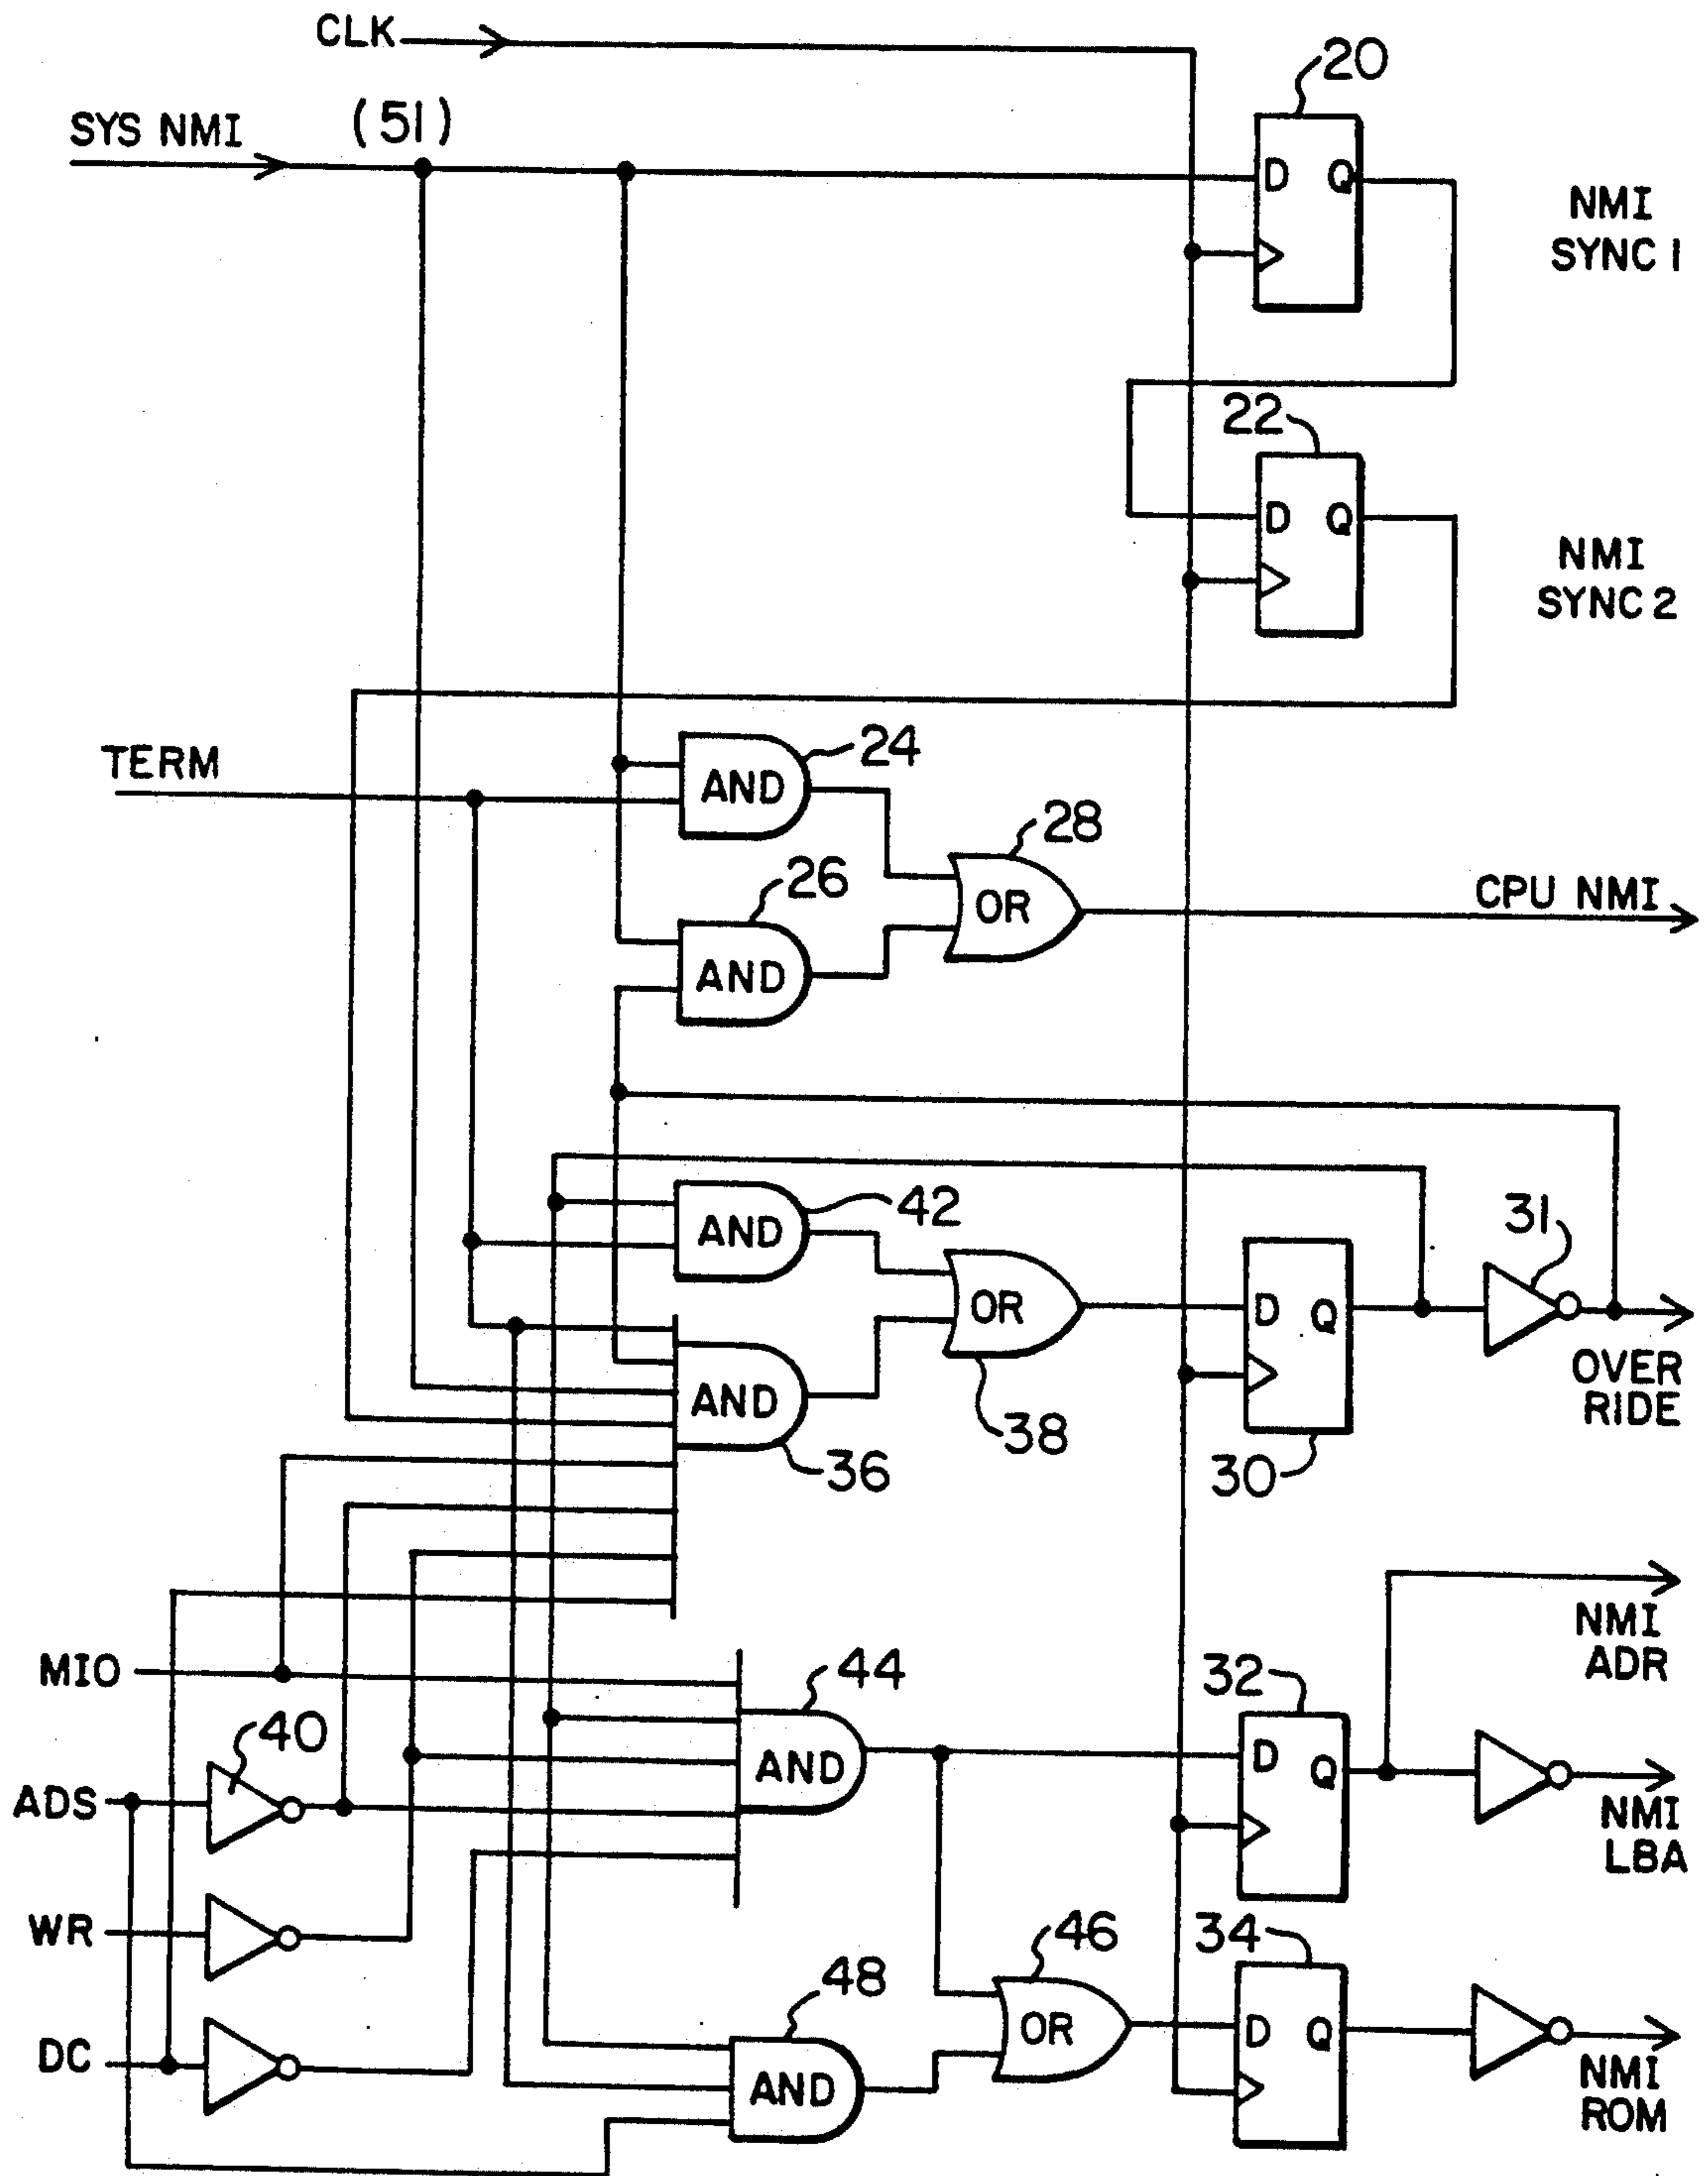 CLK
20
SYS NMI
(51)
D Q
NMI
SYNC 1
22
D Q
NMI
SYNC 2
24
TERM
AND
28
26
OR
CPU NMI
AND
42
31
AND
OR
D Q
OVER
RIDE
AND
38
36
30
NMI
ADR
MIO
44
32
40
AND
D
Q
ADS
NMI
LBA
WR
46
34
48
OR
D Q
DC
AND
NMI
ROM